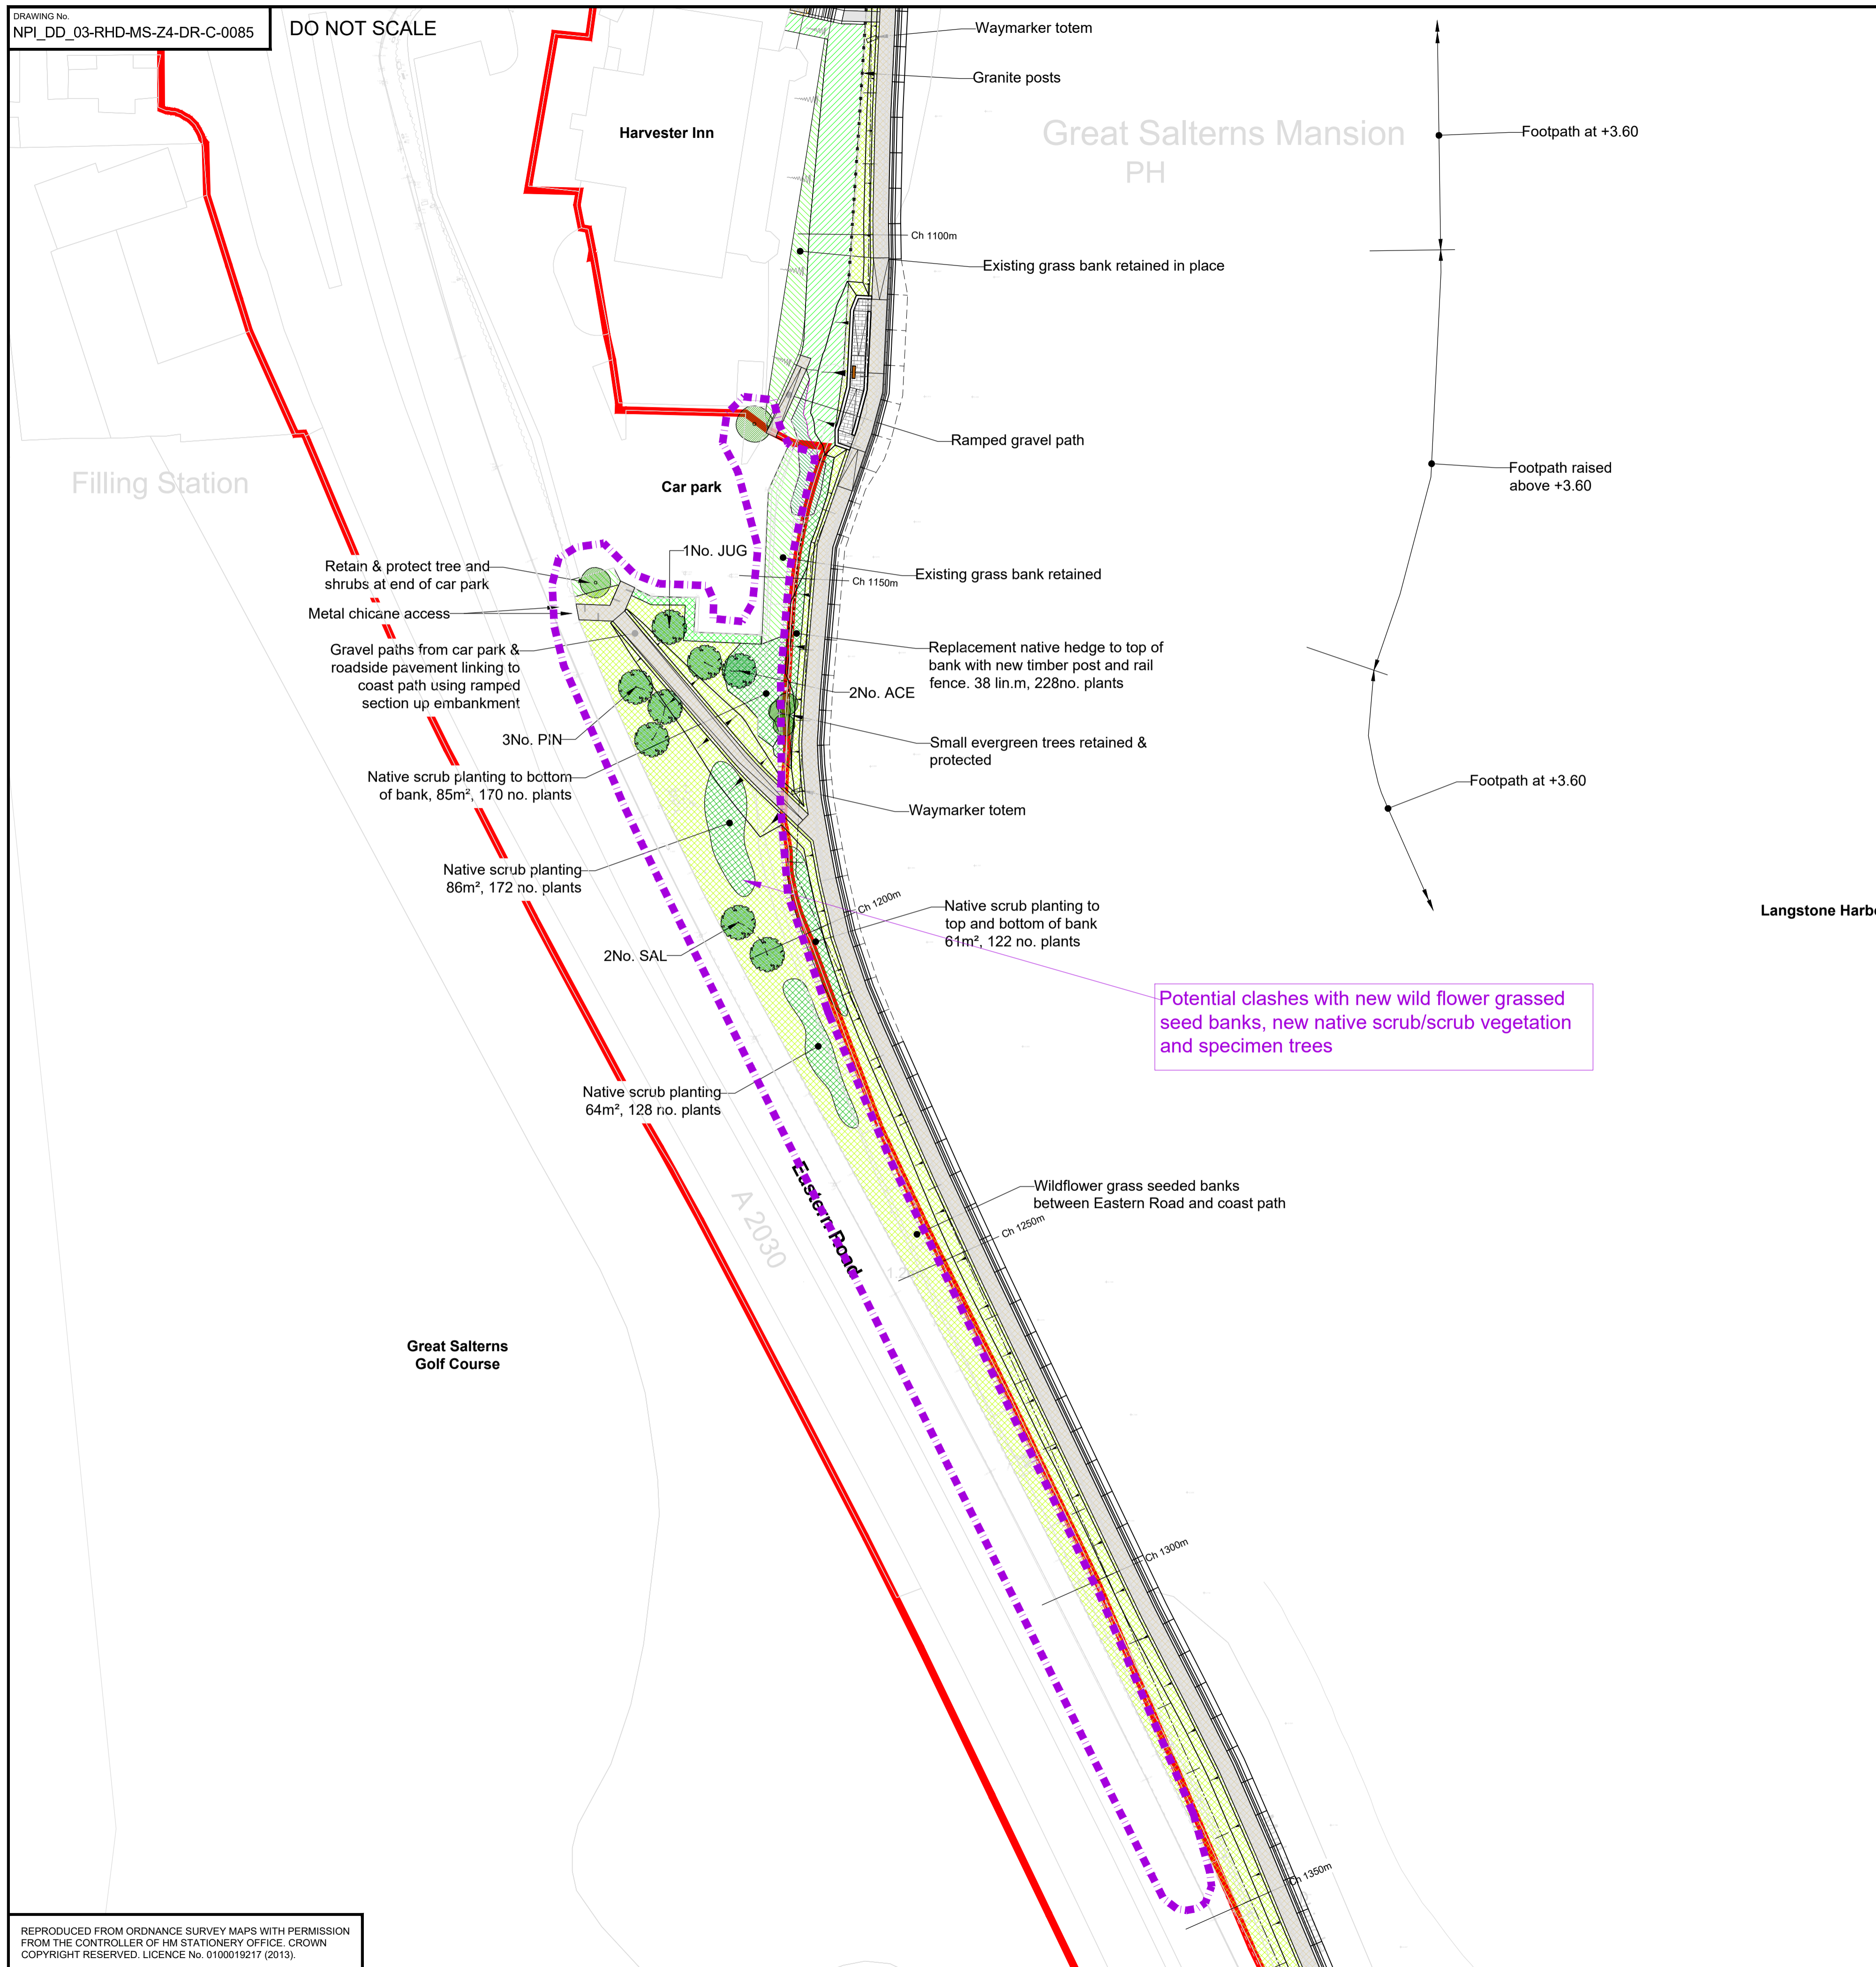 DRAWING No.
NPI_DD_03-RHD-MS-Z4-DR-C-0085
DO NOT SCALE
Waymarker totem
Granite posts
Harvester Inn
Great Salterns Mansion
PH
Footpath at +3.60
Ch 1100m
Existing grass bank retained in place
Ramped gravel path
Footpath raised
above +3.60
Filling Station
Car park
1No. JUG
Retain & protect tree and
shrubs at end of car park
Existing grass bank retained
Ch 1150m
Metal chicane access
Gravel paths from car park &
roadside pavement linking to
coast path using ramped
section up embankment
Replacement native hedge to top of
bank with new timber post and rail
fence. 38 lin.m, 228no. plants
2No. ACE
3No. PIN
Small evergreen trees retained &
protected
Native scrub planting to bottom
of bank, 85m², 170 no. plants
Footpath at +3.60
Waymarker totem
Native scrub planting
86m², 172 no. plants
Ch 1200m
Native scrub planting to
top and bottom of bank
61m², 122 no. plants
Langstone Harb
2No. SAL
Potential clashes with new wild flower grassed
seed banks, new native scrub/scrub vegetation
and specimen trees
Native scrub planting
64m², 128 no. plants
Eastern Road
A 2030
Wildflower grass seeded banks
between Eastern Road and coast path
Ch 1250m
Great Salterns
Golf Course
Ch 1300m
Ch 1350m
REPRODUCED FROM ORDNANCE SURVEY MAPS WITH PERMISSION
FROM THE CONTROLLER OF HM STATIONERY OFFICE. CROWN
COPYRIGHT RESERVED. LICENCE No. 0100019217 (2013).